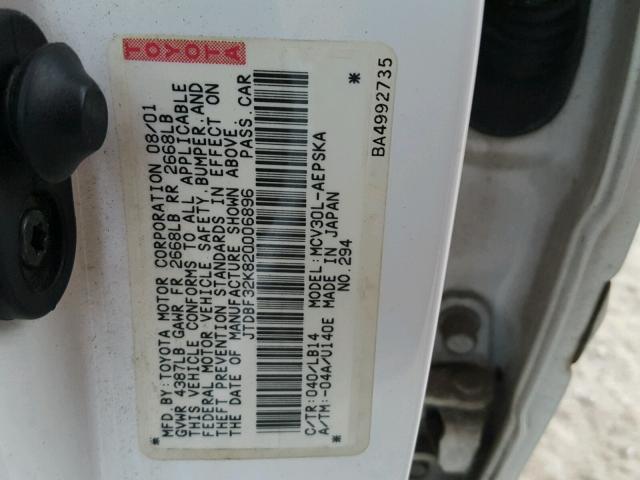 TOYOTA
MFD BY: TOYOTA MOTOR CORPORATION 08/01
GVWR 4387LB GAWR FR 2668LB RR 2668LB
THIS VEHICLE CONFORMS TO ALL APPLICABLE
FEDERAL MOTOR VEHICLE SAFETY, BUMPER, AND
THEFT PREVENTION STANDARDS IN EFFECT ON
THE DATE OF MANUFACTURE SHOWN ABOVE.
JTDBF32K820006896 PASS. CAR
* *
C/TR: 040/LB14 MODEL: MCV30L-AEPSKA
A/TM: -04A/U140E MADE IN JAPAN
NO. 294
BA4992735